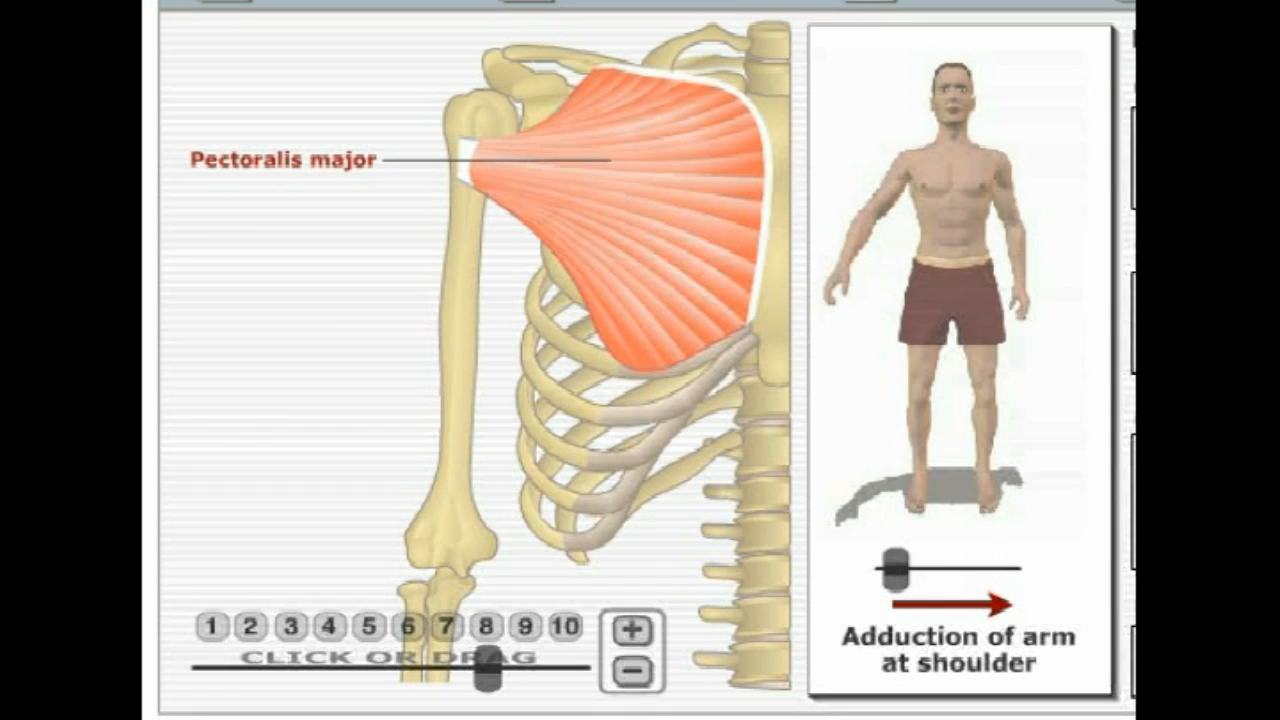 Pectoralis major
1 2 3 4 5 6 7 8 9 10
CLICK OR DRAG
+
−
Adduction of arm
at shoulder